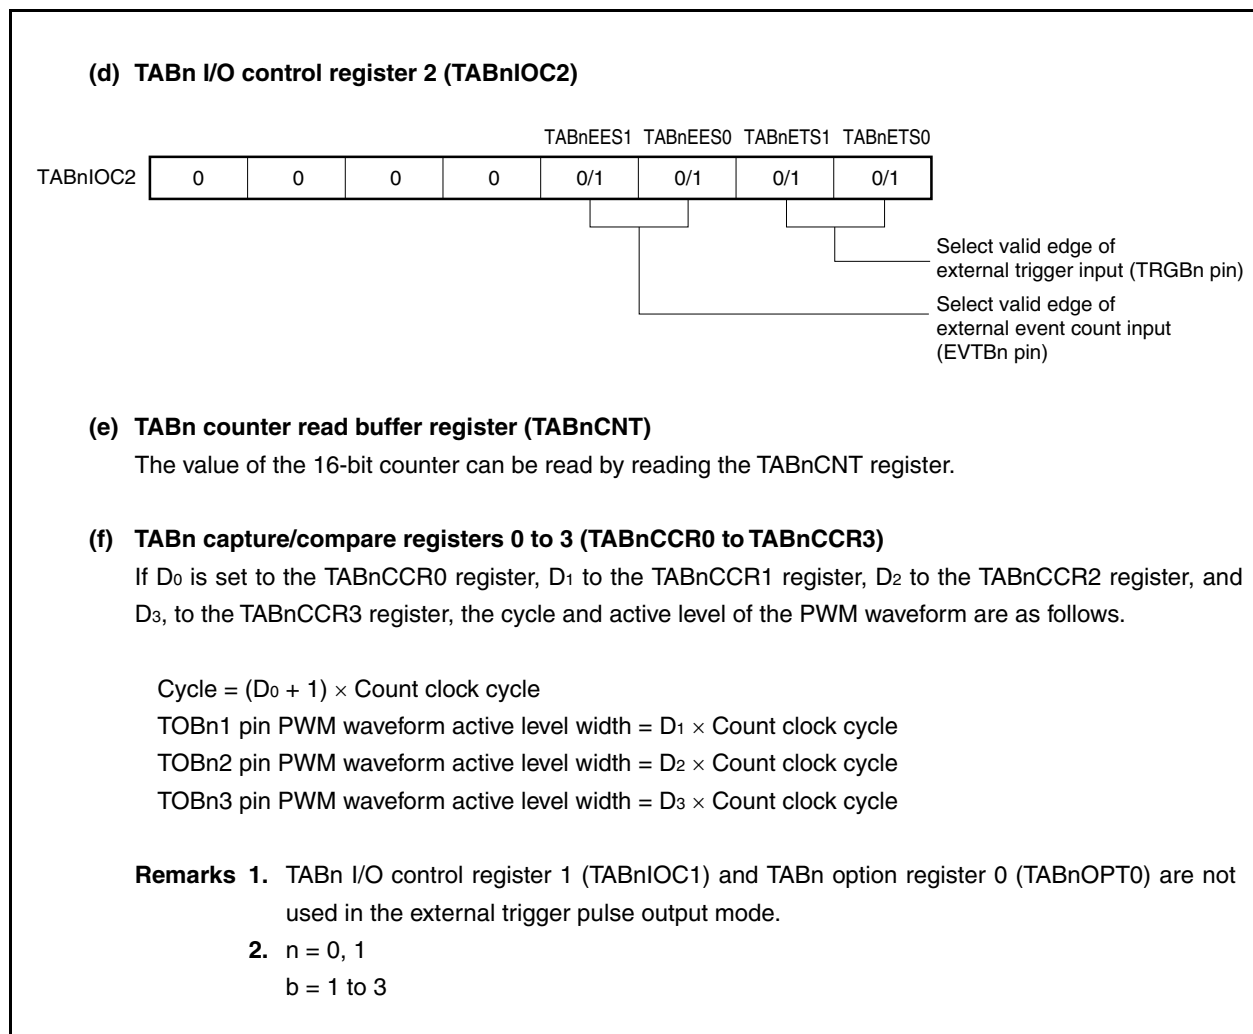 (d) TABn I/O control register 2 (TABnIOC2)
TABnEES1 TABnEES0 TABnETS1 TABnETS0
TABnIOC2 0 0 0 0 0/1 0/1 0/1 0/1
Select valid edge of
external trigger input (TRGBn pin)
Select valid edge of
external event count input
(EVTBn pin)
(e) TABn counter read buffer register (TABnCNT)
The value of the 16-bit counter can be read by reading the TABnCNT register.
(f) TABn capture/compare registers 0 to 3 (TABnCCR0 to TABnCCR3)
If D0 is set to the TABnCCR0 register, D1 to the TABnCCR1 register, D2 to the TABnCCR2 register, and
D3, to the TABnCCR3 register, the cycle and active level of the PWM waveform are as follows.
Cycle = (D0 + 1) × Count clock cycle
TOBn1 pin PWM waveform active level width = D1 × Count clock cycle
TOBn2 pin PWM waveform active level width = D2 × Count clock cycle
TOBn3 pin PWM waveform active level width = D3 × Count clock cycle
Remarks 1. TABn I/O control register 1 (TABnIOC1) and TABn option register 0 (TABnOPT0) are not
used in the external trigger pulse output mode.
2. n = 0, 1
b = 1 to 3